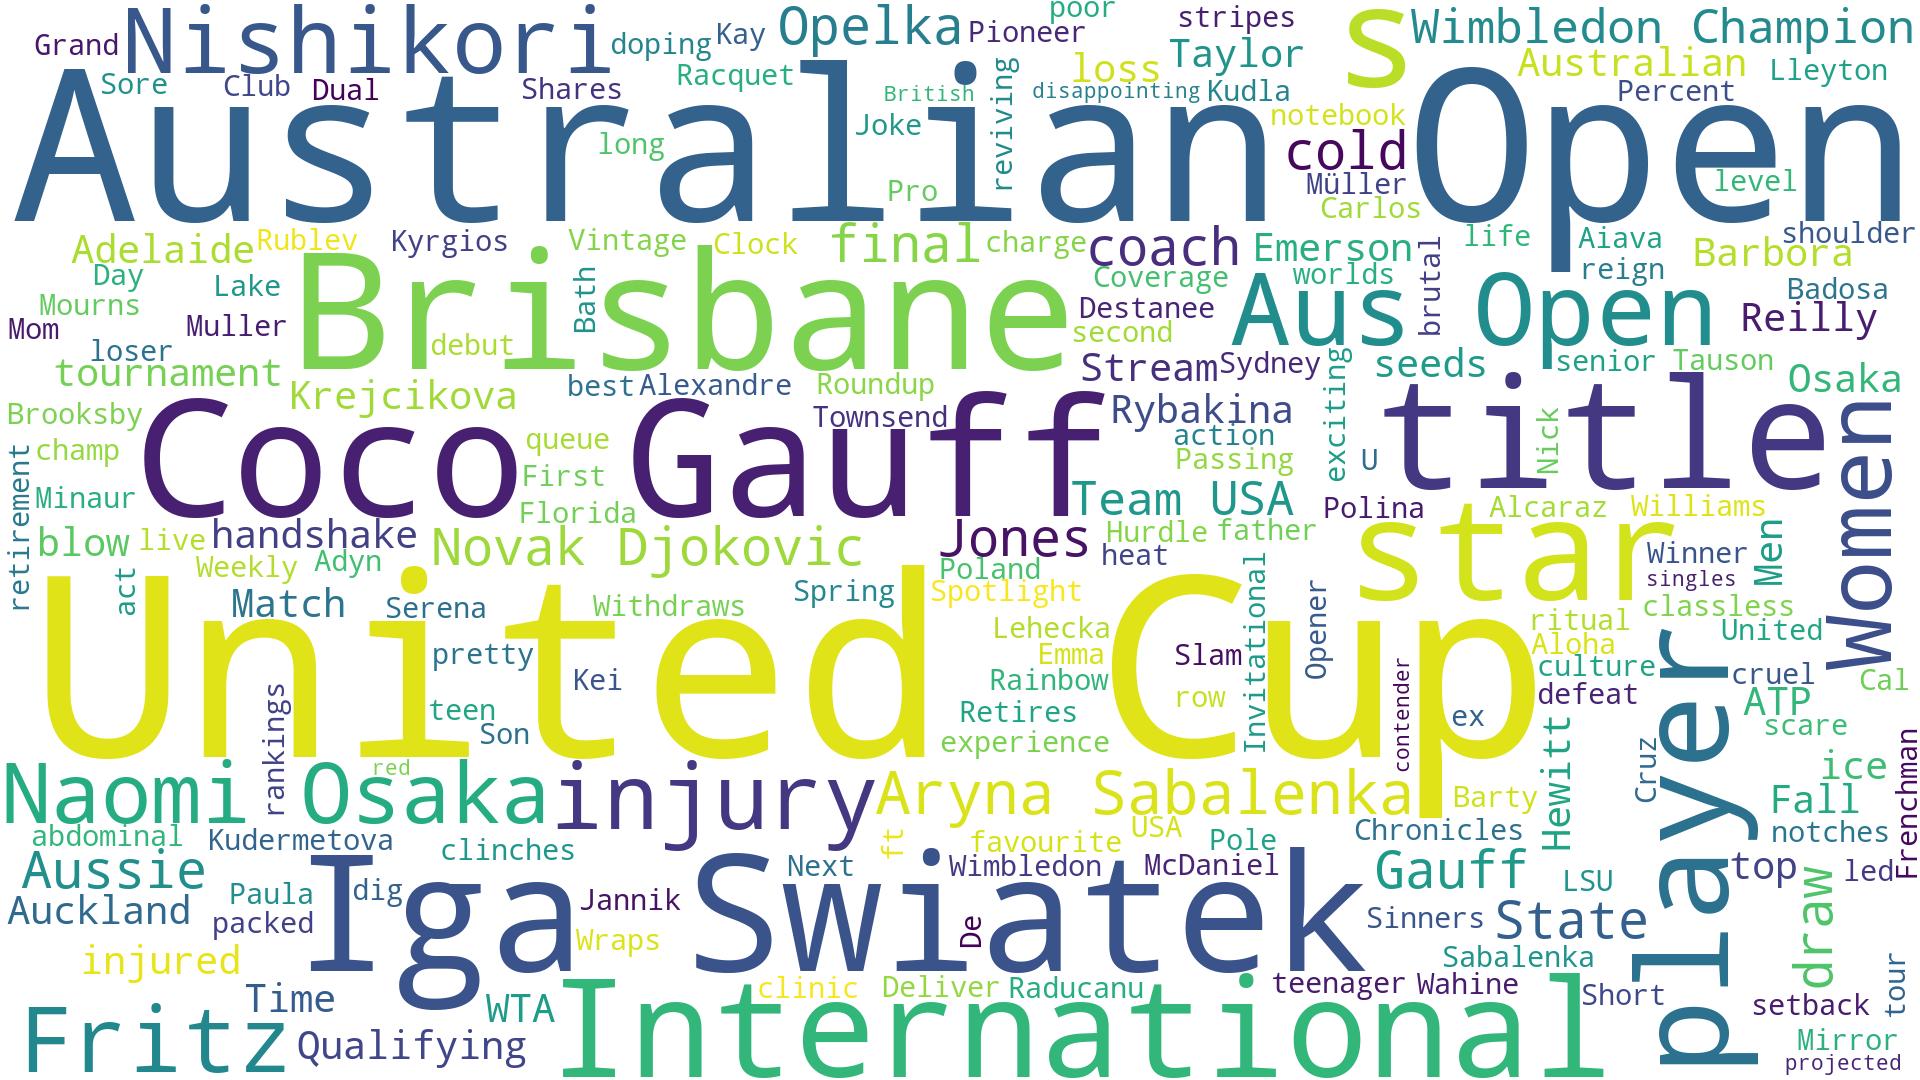 Grand
Nishikori
doping
Kay
Opelka
Pioneer
poor
stripes
s
Wimbledon Champion
Sore
Club
Dual
Shares
Racquet
British
reviving
disappointing
loss
Taylor
Kudla
Australian
Lleyton
Percent
Australian Open
long
Joke
Pro
notebook
cold
Müller
Carlos
level
Adelaide
Rublev
Kyrgios
Vintage
Clock
final
charge
coach
Emerson
brutal
life
Aiava
reign
Barbora
shoulder
Day
Lake
Mourns
Mom
Muller
loser
Brisbane
Bath
debut
Coverage
worlds
Destanee
second
Aus Open
Badosa
Reilly
tournament
Krejcikova
best
Alexandre
Roundup
Stream
Sydney
exciting
seeds
senior
Tauson
Osaka
Brooksby
champ
retirement
Minaur
Coco Gauff
queue
First
Florida
Townsend
Rybakina
action
Passing
U
title
Nick
Women
Team USA
Polina
Alcaraz
Williams
blow
live
handshake
Novak Djokovic
Jones
Hurdle
father
heat
star
Winner
Men
singles
Weekly
Adyn
act
Match
Serena
Withdraws
Spring
Poland
Spotlight
Invitational
Opener
ritual
classless
United
Aloha
United Cup
pretty
Kei
teen
Son
rankings
Lehecka
Emma
Rainbow
Retires
experience
Slam
row
contender
ex
culture
defeat
player
cruel
Cal
ATP
scare
Naomi Osaka
red
injury
Aryna Sabalenka
Barty
Hewitt
Cruz
ice
Fall
Frenchman
abdominal
Kudermetova
clinches
ft
favourite
USA
Pole
Chronicles
notches
Aussie
Paula
dig
Iga Swiatek
Next
Wimbledon
McDaniel
Gauff
LSU
top
led
Auckland
packed
Jannik
Wraps
De
Sinners
State
draw
injured
Sabalenka
Time
WTA
clinic
Deliver
Raducanu
teenager
Wahine
Short
setback
tour
Fritz
Qualifying
International
Mirror
projected